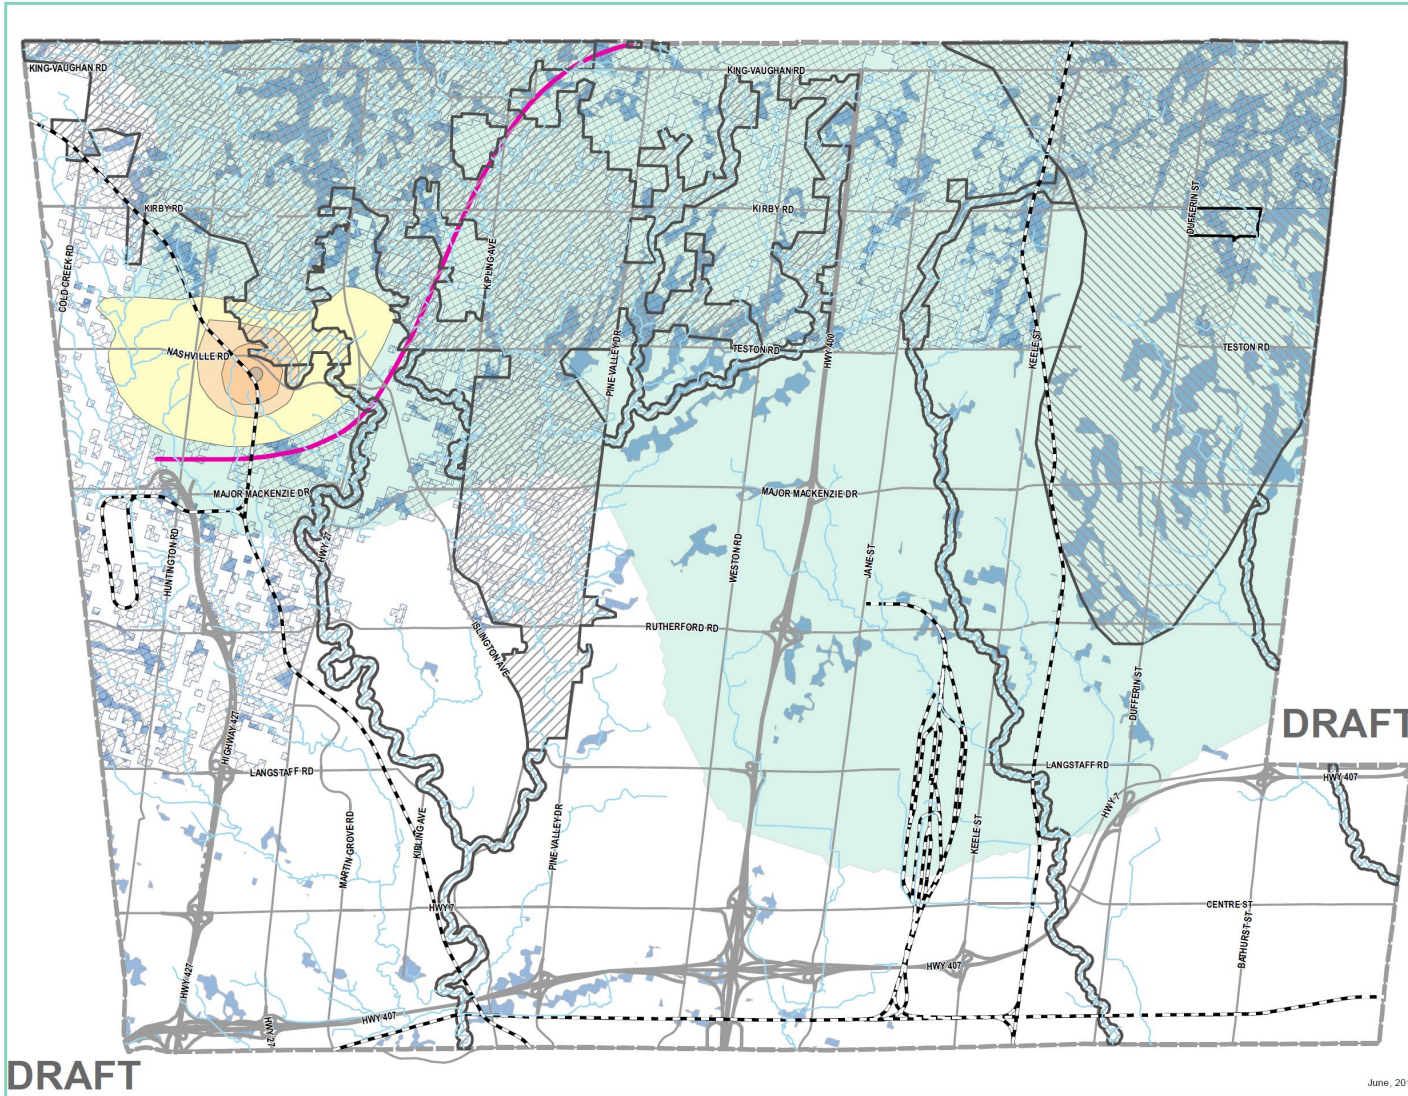 KING-VAUGHAN RD
KING-VAUGHAN RD
KIRBY RD
KIRBY RD
DUFFERIN ST
COLD CREEK RD
KIPLING AVE
NASHVILLE RD
PINE VALLEY DR
TESTON RD
HWY 400
KEELE ST
TESTON RD
MAJOR MACKENZIE DR
MAJOR MACKENZIE DR
HUNTINGTON RD
HWY 27
WESTON RD
JANE ST
RUTHERFORD RD
ISLINGTON AVE
DUFFERIN ST
HIGHWAY 427
DRAFT
LANGSTAFF RD
LANGSTAFF RD
HWY 407
HWY 7
MARTIN GROVE RD
KIPLING AVE
PINE VALLEY DR
KEELE ST
HWY 7
CENTRE ST
BATHURST ST
HWY 427
HWY 407
HWY 407
HWY 27
DRAFT
June, 201